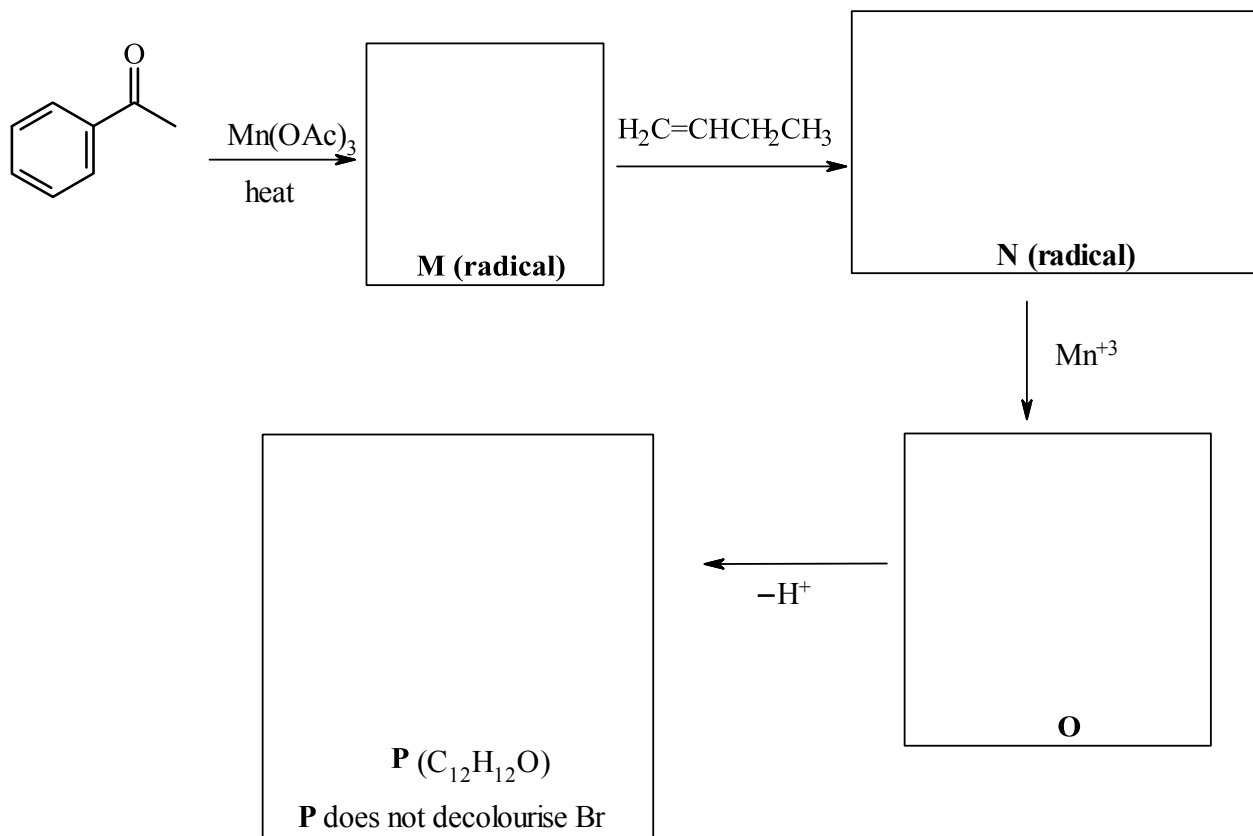 O
Mn(OAc)₃
heat
M (radical)
H₂C=CHCH₂CH₃
N (radical)
Mn⁺³
O
−H⁺
P (C₁₂H₁₂O)
P does not decolourise Br